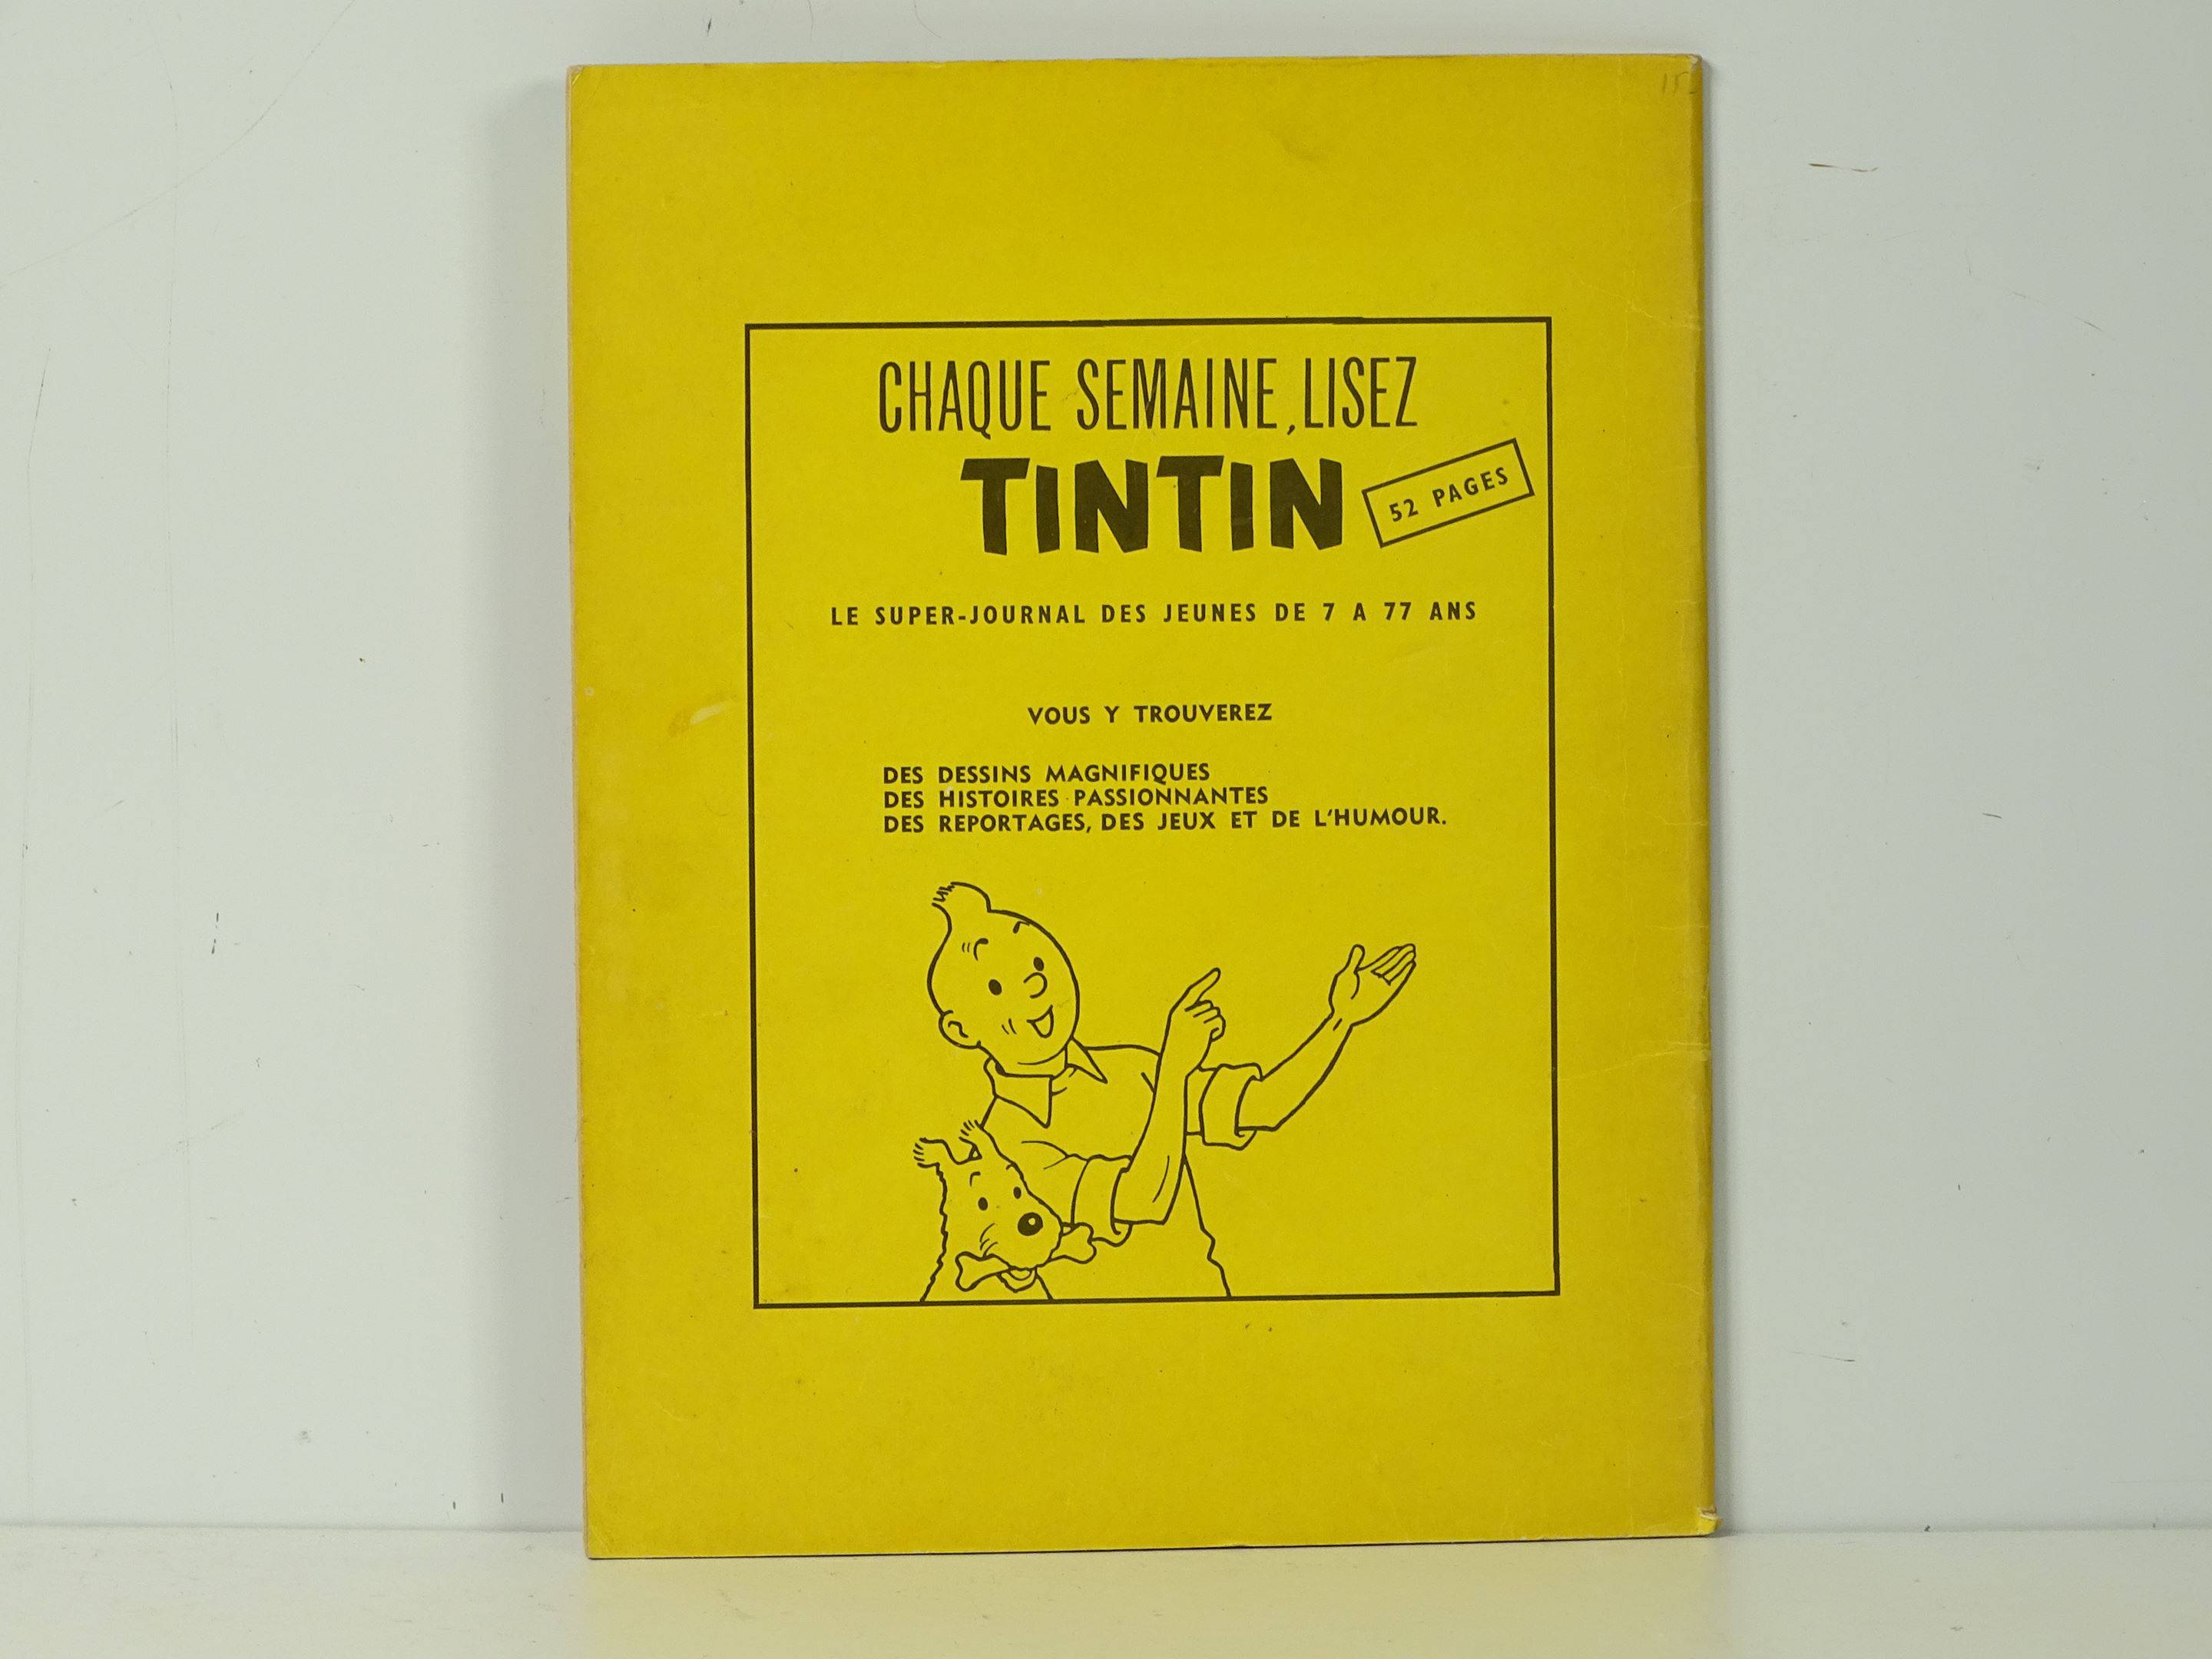 15
CHAQUE SEMAINE, LISEZ
TINTIN
52 PAGES
LE SUPER-JOURNAL DES JEUNES DE 7 A 77 ANS
VOUS Y TROUVEREZ
DES DESSINS MAGNIFIQUES
DES HISTOIRES PASSIONNANTES
DES REPORTAGES, DES JEUX ET DE L'HUMOUR.